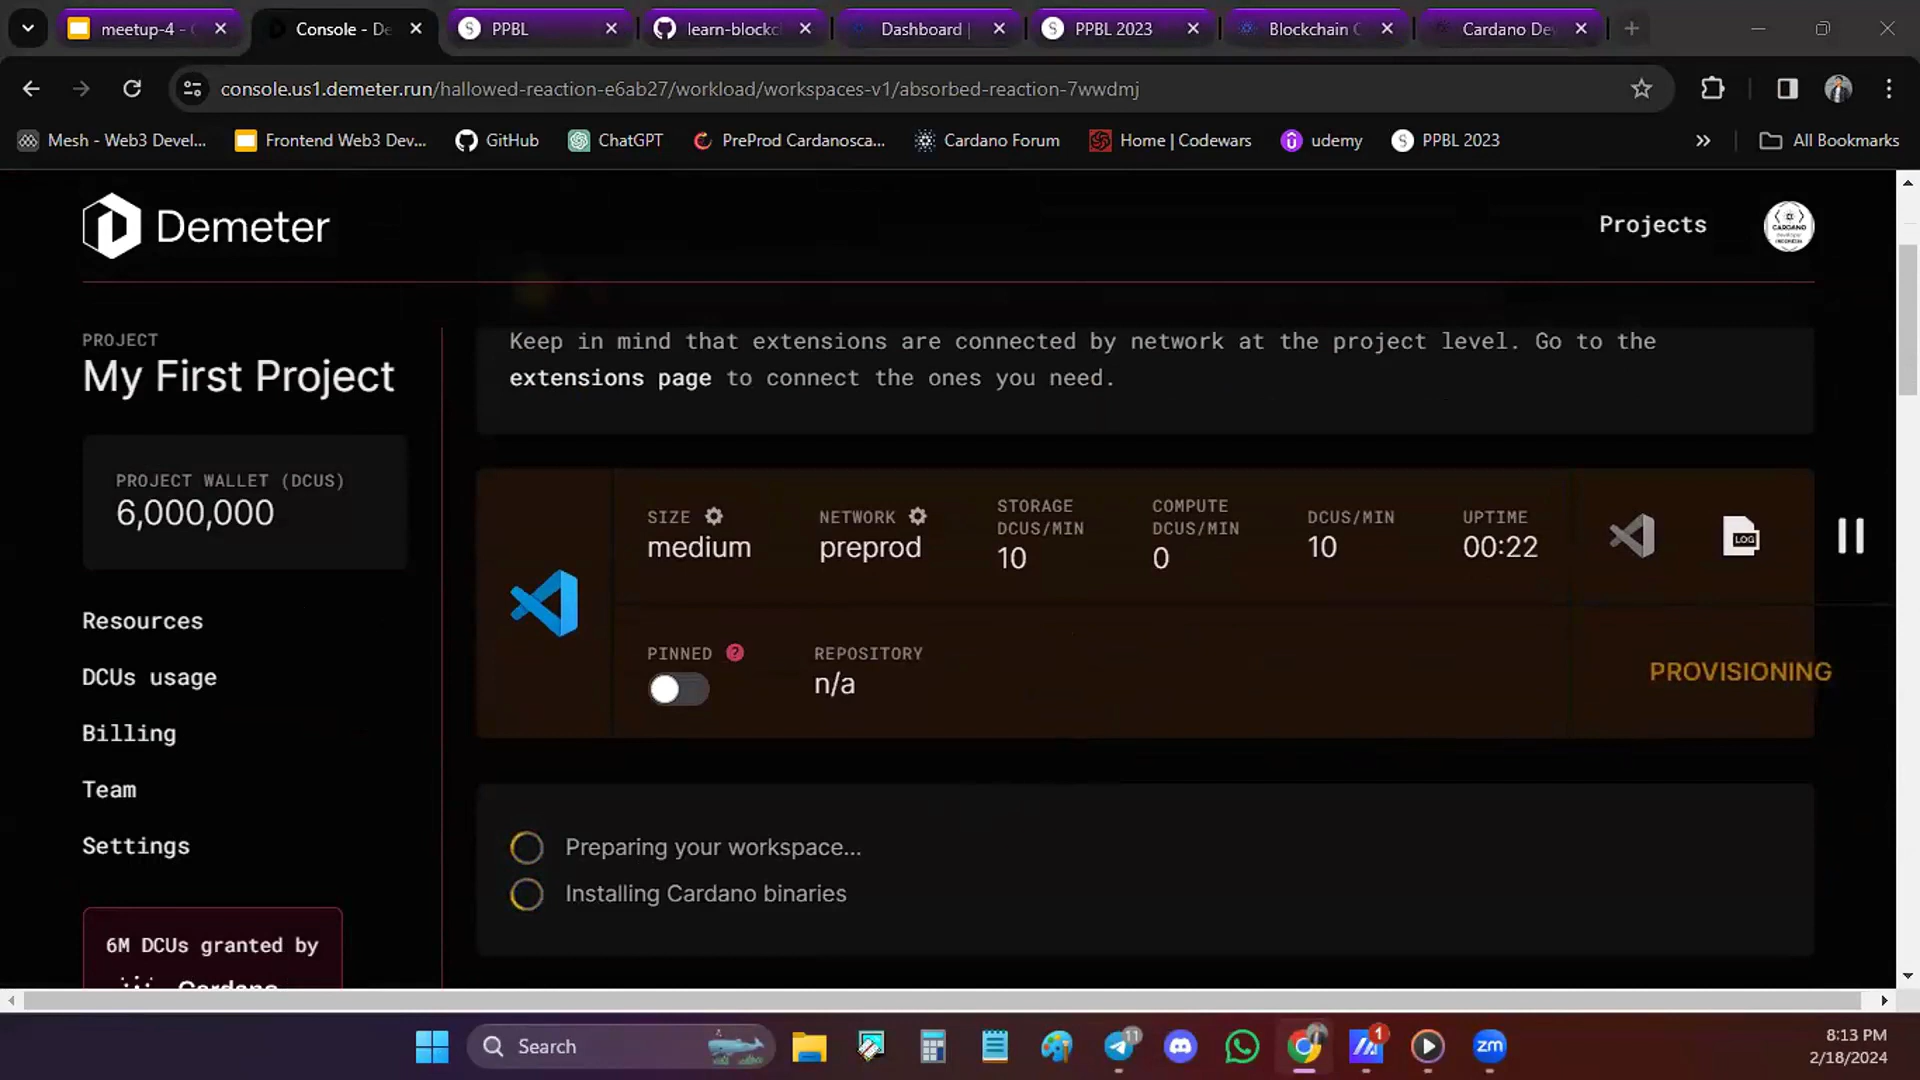 meetup-4 -
Console - De
PPBL
learn-blockc
Dashboard |
PPBL 2023
Blockchain C
Cardano De
console.us1.demeter.run/hallowed-reaction-e6ab27/workload/workspaces-v1/absorbed-reaction-7wwdmj
Mesh - Web3 Devel...
Frontend Web3 Dev...
GitHub
ChatGPT
PreProd Cardanosca...
Cardano Forum
Home | Codewars
udemy
PPBL 2023
All Bookmarks
Demeter
Projects
CARDANO
PROJECT
My First Project
PROJECT WALLET (DCUS)
6,000,000
Resources
DCUs usage
Billing
Team
Settings
6M DCUs granted by
Cardano
Keep in mind that extensions are connected by network at the project level. Go to the
extensions page to connect the ones you need.
SIZE
medium
NETWORK
preprod
STORAGE
DCUS/MIN
10
COMPUTE
DCUS/MIN
0
DCUS/MIN
10
UPTIME
00:22
LOG
PINNED ?
REPOSITORY
n/a
PROVISIONING
Preparing your workspace...
Installing Cardano binaries
Search
11
1
zm
8:13 PM
2/18/2024